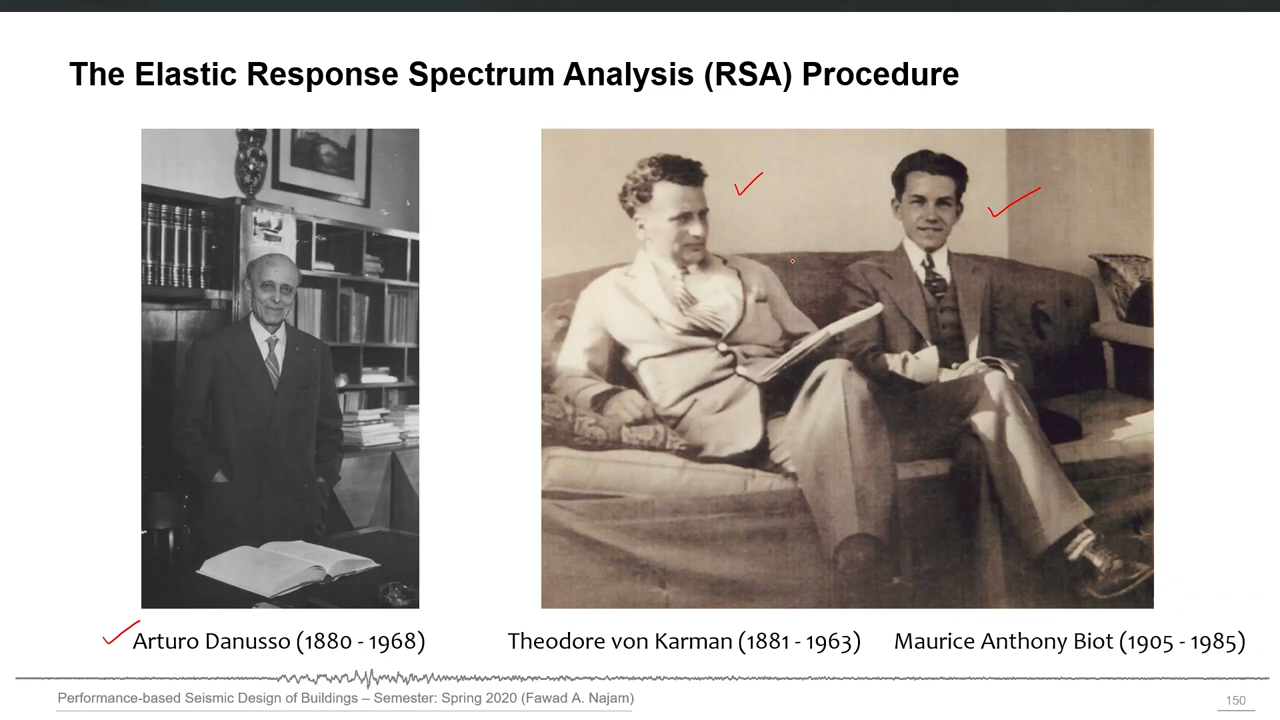 The Elastic Response Spectrum Analysis (RSA) Procedure
Arturo Danusso (1880 - 1968)
Theodore von Karman (1881 - 1963)
Maurice Anthony Biot (1905 - 1985)
Performance-based Seismic Design of Buildings – Semester: Spring 2020 (Fawad A. Najam)
150